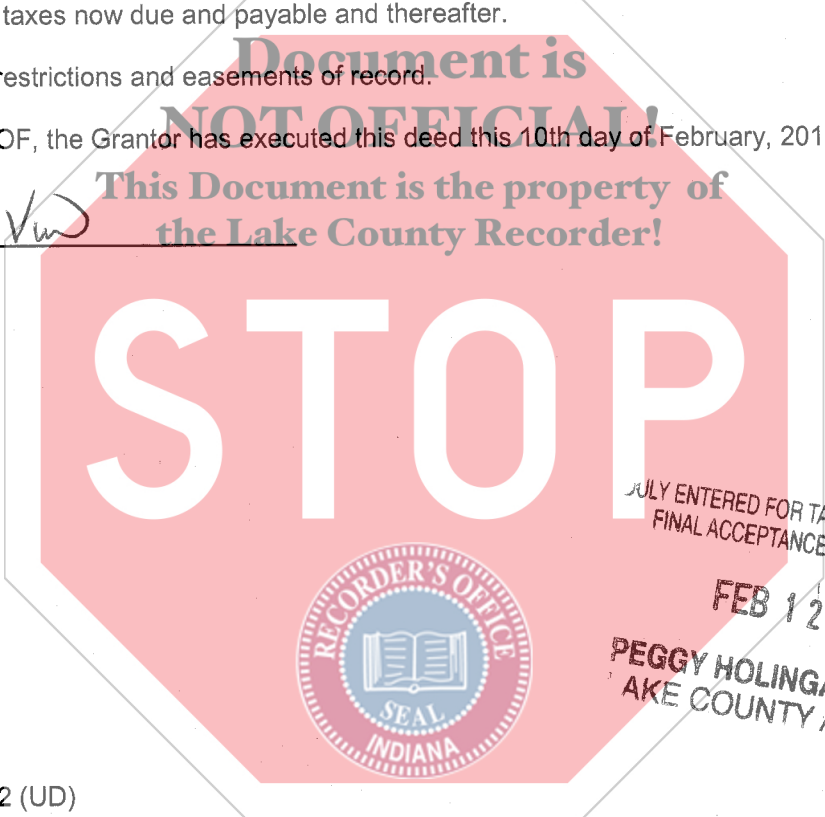 taxes now due and payable and thereafter.
Document is
restrictions and easements of record.
NOT OFFICIAL!
OF, the Grantor has executed this deed this 10th day of February, 201
This Document is the property of
the Lake County Recorder!
STOP
ULY ENTERED FOR TA
FINAL ACCEPTANCE
FEB 12
PEGGY HOLINGA
AKE COUNTY A
RECORDER'S OFFICE
SEAL
INDIANA
2 (UD)